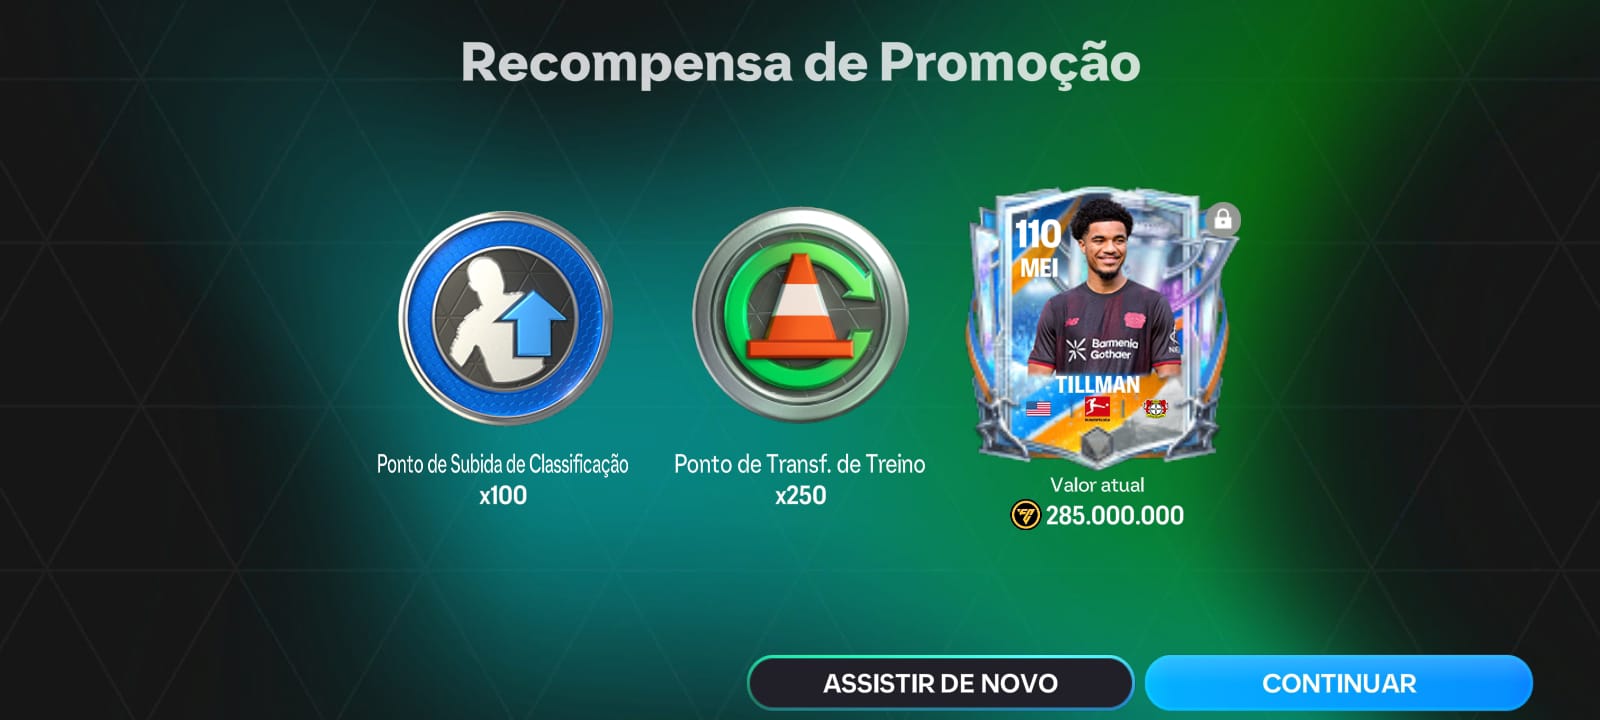 Recompensa de Promoção
110
MEI
Barmenia
Gothaer
TILLMAN
Ponto de Subida de Classificação
x100
Ponto de Transf. de Treino
x250
Valor atual
285.000.000
ASSISTIR DE NOVO
CONTINUAR